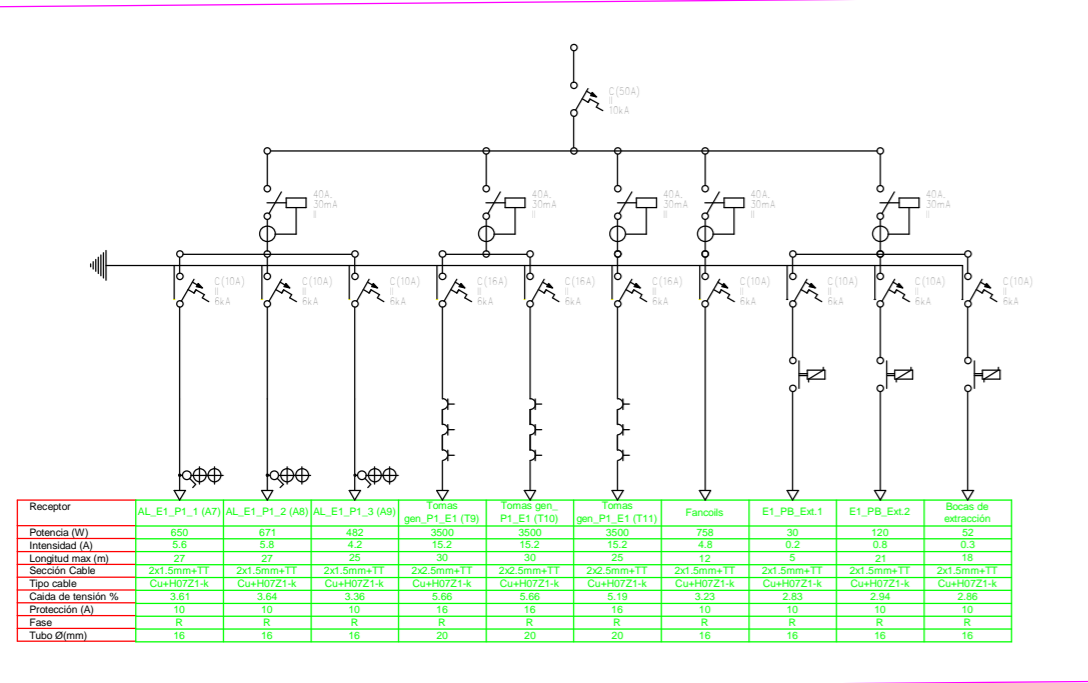 C(50A)
II
10kA
40A, 40A, 40A, 40A, 40A,
30mA 30mA 30mA 30mA 30mA
II II II II II
C(10A) C(10A) C(10A) C(16A) C(16A) C(16A) C(10A) C(10A) C(10A) C(10A)
II II II II II II II II II II
6kA 6kA 6kA 6kA 6kA 6kA 6kA 6kA 6kA 6kA
Receptor AL_E1_P1_1 (A7) AL_E1_P1_2 (A8) AL_E1_P1_3 (A9) Tomas gen_P1_E1 (T9) Tomas gen_ P1_E1 (T10) Tomas gen_P1_E1 (T11) Fancoils E1_PB_Ext.1 E1_PB_Ext.2 Bocas de extracción
Potencia (W) 650 671 482 3500 3500 3500 758 30 120 52
Intensidad (A) 5.6 5.8 4.2 15.2 15.2 15.2 4.8 0.2 0.8 0.3
Longitud max (m) 27 27 25 30 30 25 12 5 21 18
Sección Cable 2x1.5mm+TT 2x1.5mm+TT 2x1.5mm+TT 2x2.5mm+TT 2x2.5mm+TT 2x2.5mm+TT 2x1.5mm+TT 2x1.5mm+TT 2x1.5mm+TT 2x1.5mm+TT
Tipo cable Cu+H07Z1-k Cu+H07Z1-k Cu+H07Z1-k Cu+H07Z1-k Cu+H07Z1-k Cu+H07Z1-k Cu+H07Z1-k Cu+H07Z1-k Cu+H07Z1-k Cu+H07Z1-k
Caida de tensión % 3.61 3.64 3.36 5.66 5.66 5.19 3.23 2.83 2.94 2.86
Protección (A) 10 10 10 16 16 16 10 10 10 10
Fase R R R R R R R R R R
Tubo Ø(mm) 16 16 16 20 20 20 16 16 16 16